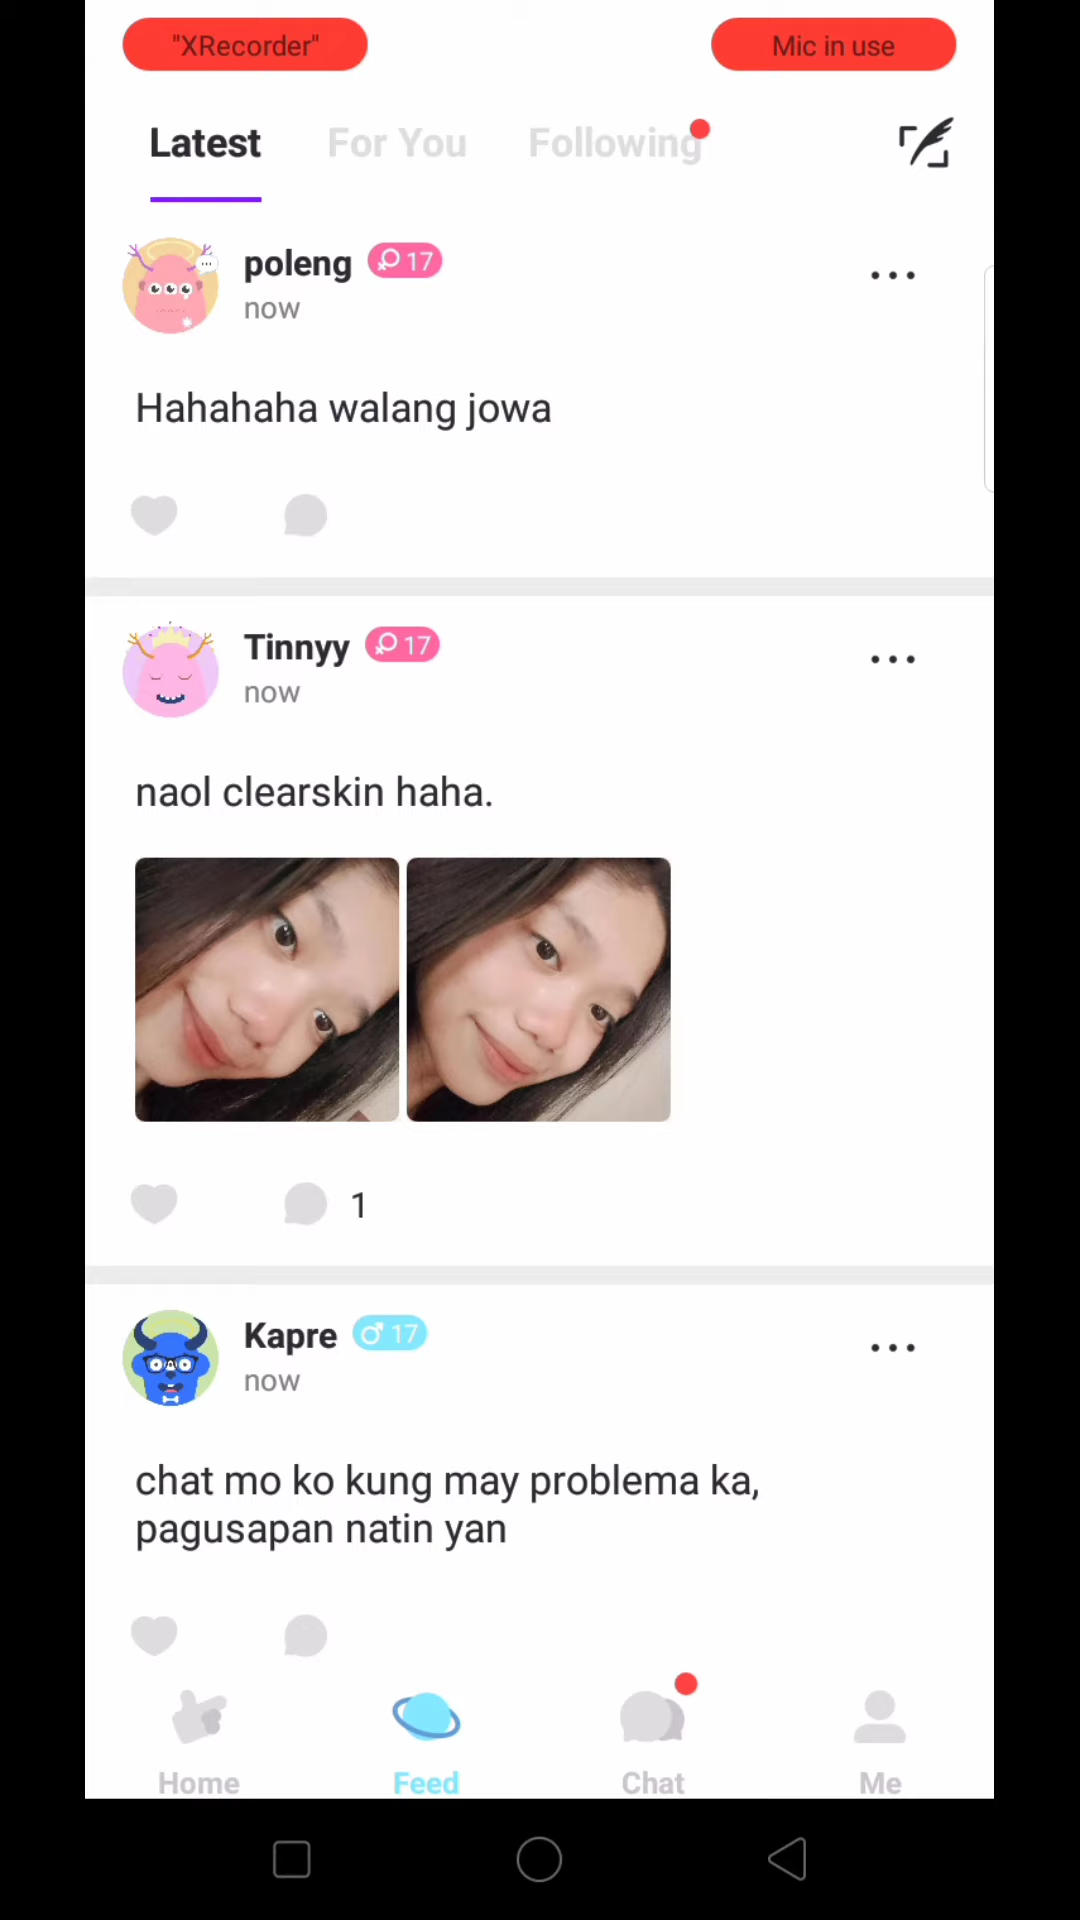 "XRecorder" Mic in use
Latest For You Following
poleng 17
now
Hahahaha walang jowa
Tinnyy 17
now
naol clearskin haha.
1
Kapre 17
now
chat mo ko kung may problema ka,
pagusapan natin yan
Home Feed Chat Me